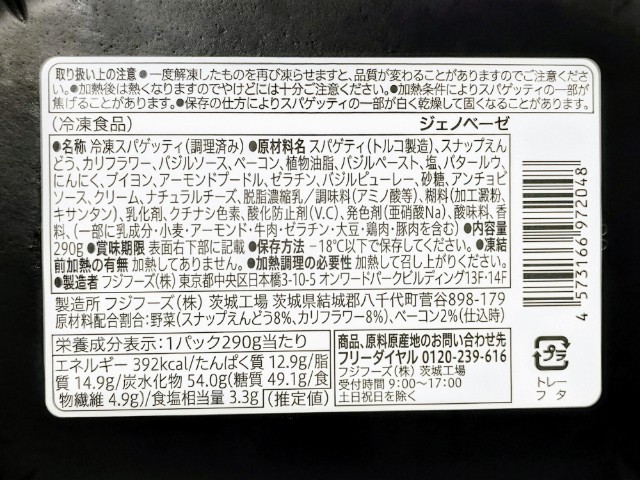 取り扱い上の注意●一度解凍したものを再び凍らせますと、品質が変わることがありますのでご注意くださ
い。●加熱後は熱くなりますのでやけどには十分ご注意ください。●加熱条件によりスパゲッティの一部が
焦げることがあります。●保存の仕方によりスパゲッティの一部が白く乾燥して固くなることがあります。
(冷凍食品) ジェノベーゼ
●名称 冷凍スパゲッティ(調理済み)●原材料名 スパゲティ(トルコ製造)、スナップえん
どう、カリフラワー、バジルソース、ベーコン、植物油脂、バジルペースト、塩、バタールウ、
にんにく、ブイヨン、アーモンドプードル、ゼラチン、バジルピューレー、砂糖、アンチョビ
ソース、クリーム、ナチュラルチーズ、脱脂濃縮乳/調味料(アミノ酸等)、糊料(加工澱粉、
キサンタン)、乳化剤、クチナシ色素、酸化防止剤(V.C)、発色剤(亜硝酸Na)、酸味料、香
料、(一部に乳成分・小麦・アーモンド・牛肉・ゼラチン・大豆・鶏肉・豚肉を含む)●内容量
290g●賞味期限 表面右下部に記載●保存方法 −18℃以下で保存してください。●凍結
前加熱の有無 加熱してありません。●加熱調理の必要性 加熱して召し上がりください。
●製造者 フジフーズ(株) 東京都中央区日本橋3-10-5 オンワードパークビルディング13F・14F
製造所 フジフーズ(株) 茨城工場 茨城県結城郡八千代町菅谷898-179
原材料配合割合:野菜(スナップえんどう8%、カリフラワー8%)、ベーコン2%(仕込時)
栄養成分表示:1パック290g当たり
エネルギー 392kcal/たんぱく質 12.9g/脂
質 14.9g/炭水化物 54.0g(糖質 49.1g/食
物繊維 4.9g)/食塩相当量 3.3g (推定値)
商品、原料原産地のお問い合わせ先
フリーダイヤル 0120-239-616
フジフーズ(株) 茨城工場
受付時間 9:00〜17:00
土日祝日を除く
4 573166 972048
プラ
トレー
フタ